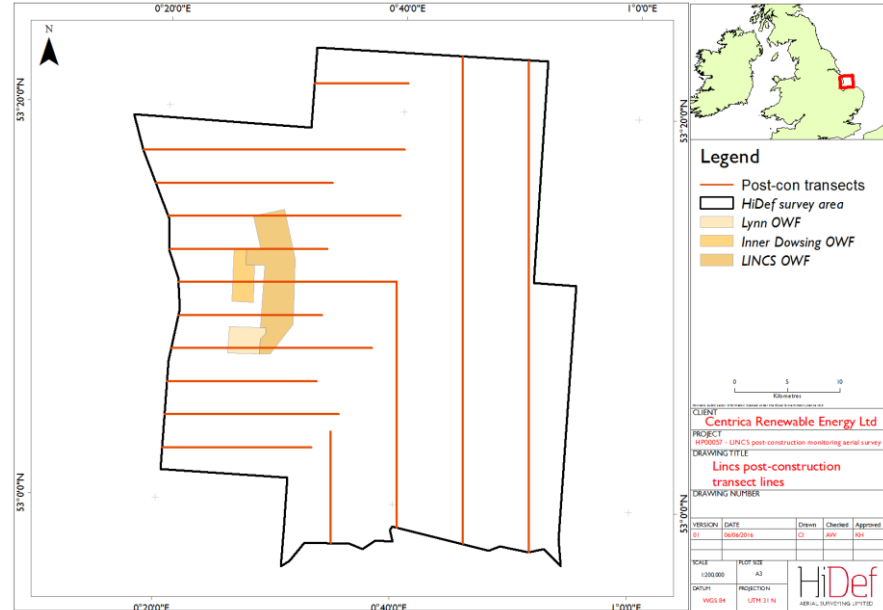 0°20'0"E
0°40'0"E
1°0'0"E
N
53°20'0"N
53°20'0"N
53°0'0"N
53°0'0"N
0°20'0"E
0°40'0"E
1°0'0"E
Legend
Post-con transects
HiDef survey area
Lynn OWF
Inner Dowsing OWF
LINCS OWF
0 5 10
Kilometres
CLIENT
Centrica Renewable Energy Ltd
PROJECT
HP00057 - LINCS post-construction monitoring aerial survey
DRAWING TITLE
Lincs post-construction
transect lines
DRAWING NUMBER
VERSION DATE Drawn Checked Approved
01 06/06/2016 CI AW KH
SCALE PLOT SIZE
1:200,000 A3
DATUM PROJECTION
WGS 84 UTM 31 N
HiDef
AERIAL SURVEYING LIMITED